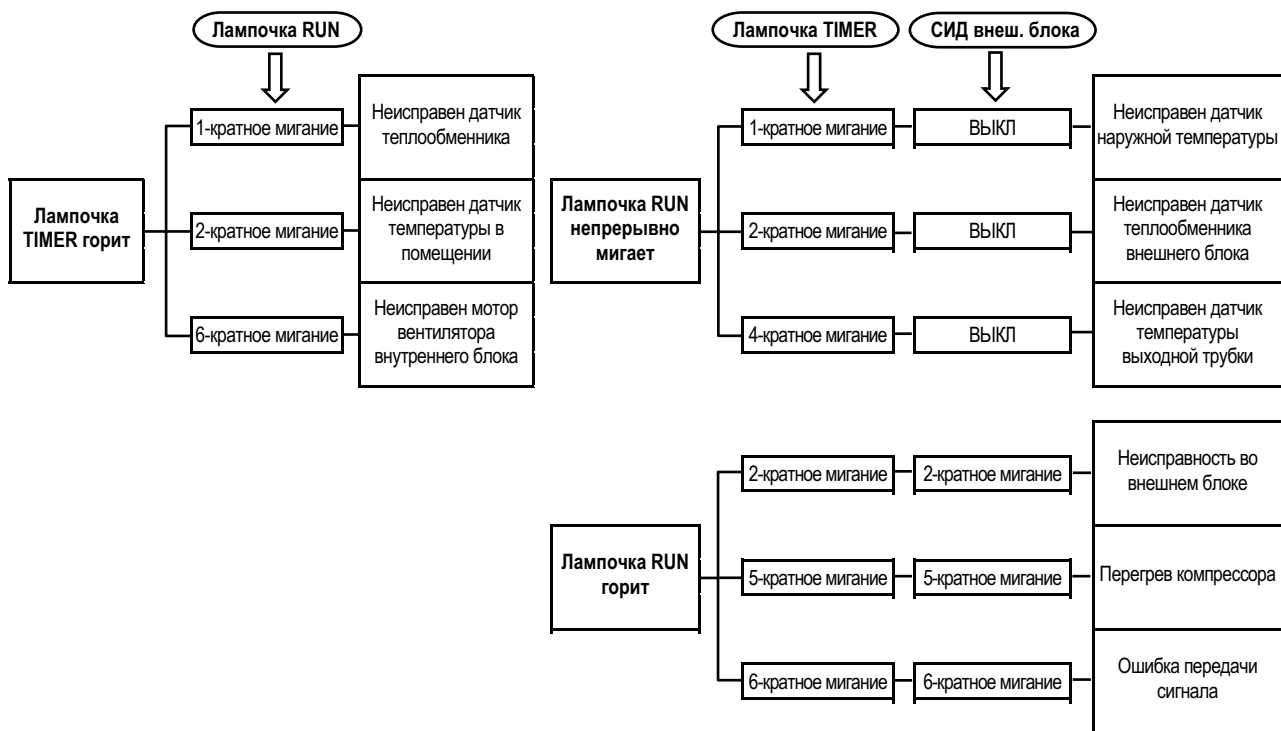 Лампочка RUN
1-кратное мигание
Неисправен датчик
теплообменника
Лампочка
TIMER горит
2-кратное мигание
Неисправен датчик
температуры в
помещении
6-кратное мигание
Неисправен мотор
вентилятора
внутреннего блока
Лампочка TIMER
СИД внеш. блока
1-кратное мигание
ВЫКЛ
Неисправен датчик
наружной температуры
Лампочка RUN
непрерывно
мигает
2-кратное мигание
ВЫКЛ
Неисправен датчик
теплообменника
внешнего блока
4-кратное мигание
ВЫКЛ
Неисправен датчик
температуры
выходной трубки
2-кратное мигание
2-кратное мигание
Неисправность во
внешнем блоке
Лампочка RUN
горит
5-кратное мигание
5-кратное мигание
Перегрев компрессора
6-кратное мигание
6-кратное мигание
Ошибка передачи
сигнала